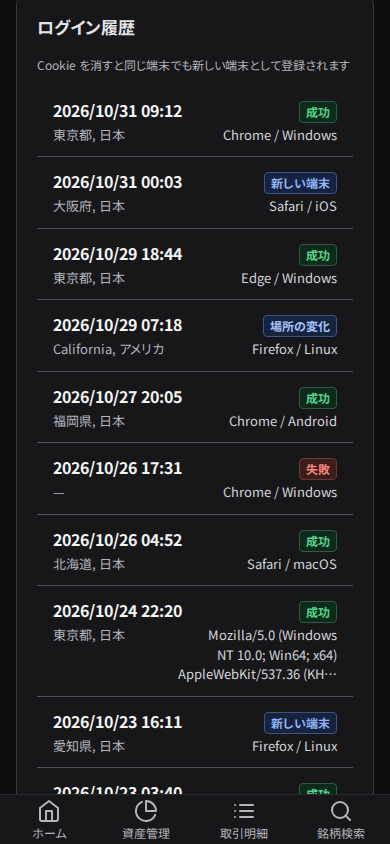 ログイン履歴
Cookie を消すと同じ端末でも新しい端末として登録されます
2026/10/31 09:12 成功
東京都, 日本 Chrome / Windows
2026/10/31 00:03 新しい端末
大阪府, 日本 Safari / iOS
2026/10/29 18:44 成功
東京都, 日本 Edge / Windows
2026/10/29 07:18 場所の変化
California, アメリカ Firefox / Linux
2026/10/27 20:05 成功
福岡県, 日本 Chrome / Android
2026/10/26 17:31 失敗
— Chrome / Windows
2026/10/26 04:52 成功
北海道, 日本 Safari / macOS
2026/10/24 22:20 成功
東京都, 日本 Mozilla/5.0 (Windows
NT 10.0; Win64; x64)
AppleWebKit/537.36 (KH…
2026/10/23 16:11 新しい端末
愛知県, 日本 Firefox / Linux
2026/10/23 03:40 成功
ホーム 資産管理 取引明細 銘柄検索